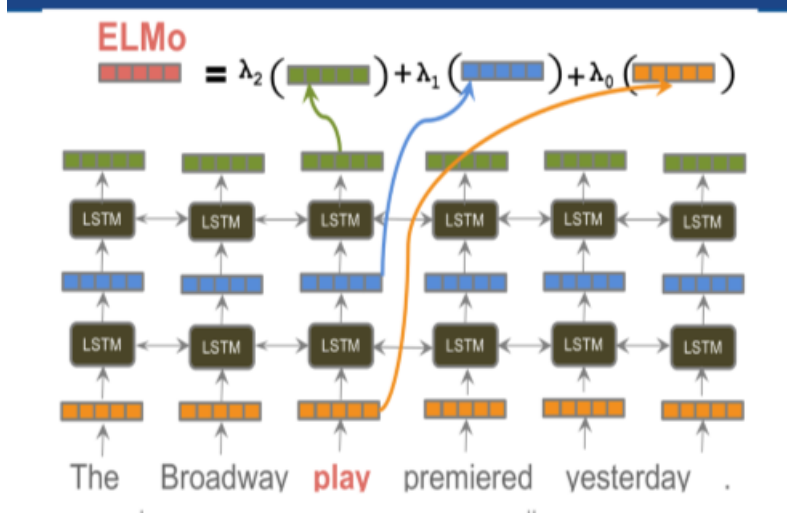 ELMo
= λ2 ( ) + λ1 ( ) + λ0 ( )
LSTM LSTM LSTM LSTM LSTM LSTM
LSTM LSTM LSTM LSTM LSTM LSTM
The Broadway play premiered yesterday .